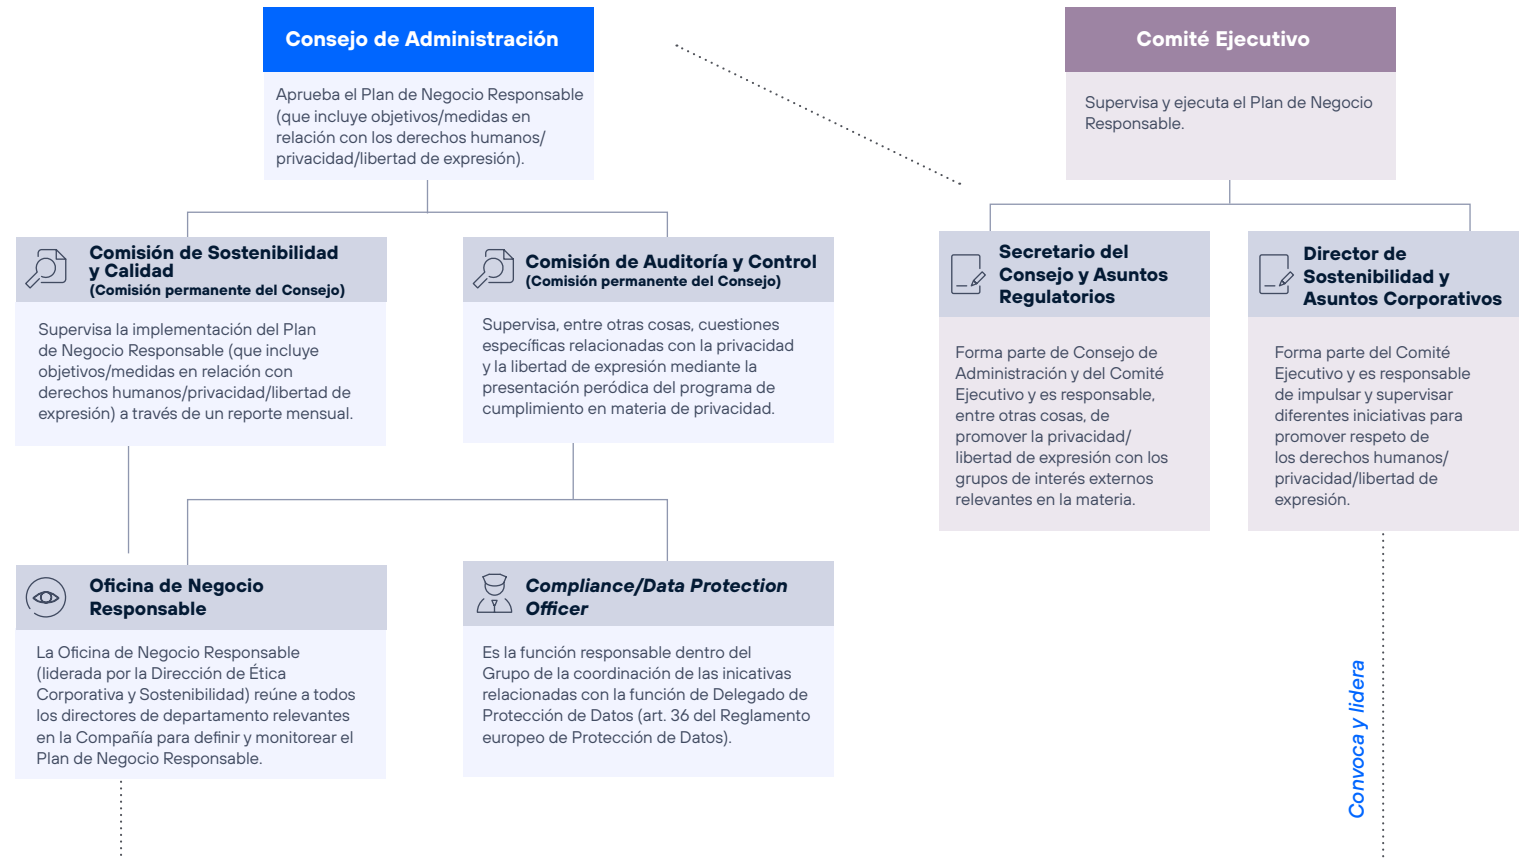 Consejo de Administración
Aprueba el Plan de Negocio Responsable
(que incluye objetivos/medidas en
relación con los derechos humanos/
privacidad/libertad de expresión).
Comité Ejecutivo
Supervisa y ejecuta el Plan de Negocio
Responsable.
Comisión de Sostenibilidad
y Calidad
(Comisión permanente del Consejo)
Supervisa la implementación del Plan
de Negocio Responsable (que incluye
objetivos/medidas en relación con
derechos humanos/privacidad/libertad de
expresión) a través de un reporte mensual.
Comisión de Auditoría y Control
(Comisión permanente del Consejo)
Supervisa, entre otras cosas, cuestiones
específicas relacionadas con la privacidad
y la libertad de expresión mediante la
presentación peródica del programa de
cumplimiento en materia de privacidad.
Secretario del
Consejo y Asuntos
Regulatorios
Forma parte de Consejo de
Administración y del Comité
Ejecutivo y es responsable,
entre otras cosas, de
promover la privacidad/
libertad de expresión con los
grupos de interés externos
relevantes en la materia.
Director de
Sostenibilidad y
Asuntos Corporativos
Forma parte del Comité
Ejecutivo y es responsable
de impulsar y supervisar
diferentes iniciativas para
promover respeto de
los derechos humanos/
privacidad/libertad de
expresión.
Oficina de Negocio
Responsable
La Oficina de Negocio Responsable
(liderada por la Dirección de Ética
Corporativa y Sostenibilidad) reúne a todos
los directores de departamento relevantes
en la Compañía para definir y monitorear el
Plan de Negocio Responsable.
Compliance/Data Protection
Officer
Es la función responsable dentro del
Grupo de la coordinación de las inicativas
relacionadas con la función de Delegado de
Protección de Datos (art. 36 del Reglamento
europeo de Protección de Datos).
Convoca y lidera